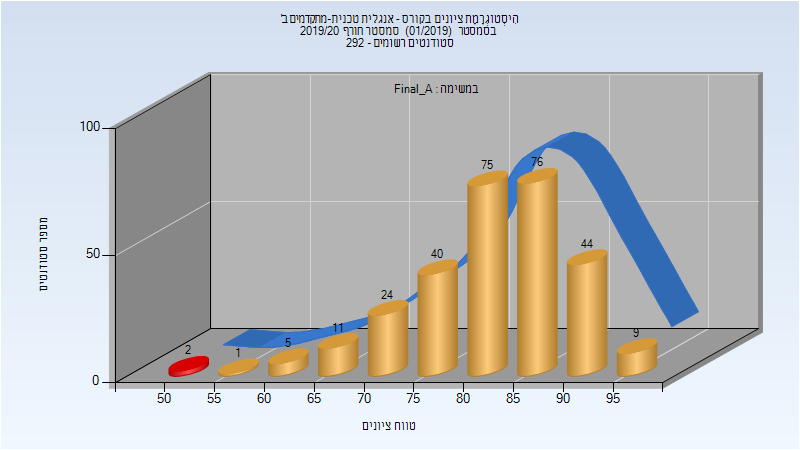 היסטוגרמת ציונים בקורס - אנגלית טכנית-מתקדמים ב'
בסמסטר (01/2019) סמסטר חורף 2019/20
סטודנטים רשומים - 292
במשימה : Final_A
מספר סטודנטים
100
50
0
2
1
5
11
24
40
75
76
44
9
50 55 60 65 70 75 80 85 90 95
טווח ציונים